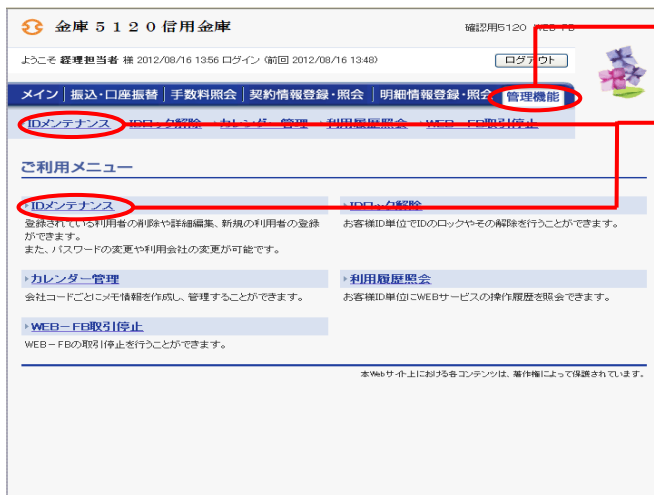 金庫５１２０信用金庫
確認用5120 WEB-FB
ようこそ 経理担当者 様 2012/08/16 1356 ログイン (前回 2012/08/16 1348)
ログアウト
メイン 振込・口座振替 手数料照会 契約情報登録・照会 明細情報登録・照会 管理機能
IDメンテナンス IDロック解除 カレンダー管理 利用履歴照会 WEB－FB取引停止
ご利用メニュー
IDメンテナンス IDロック解除
登録されている利用者の削除や詳細編集、新規の利用者の登録 お客様ID単位でIDのロックやその解除を行うことができます。
ができます。
また、パスワードの変更や利用会社の変更が可能です。
カレンダー管理 利用履歴照会
会社コードごとにメモ情報を作成し、管理することができます。 お客様ID単位にWEBサービスの操作履歴を照会できます。
WEB－FB取引停止
WEB－FBの取引停止を行うことができます。
本Webサイト上における各コンテンツは、著作権によって保護されています。